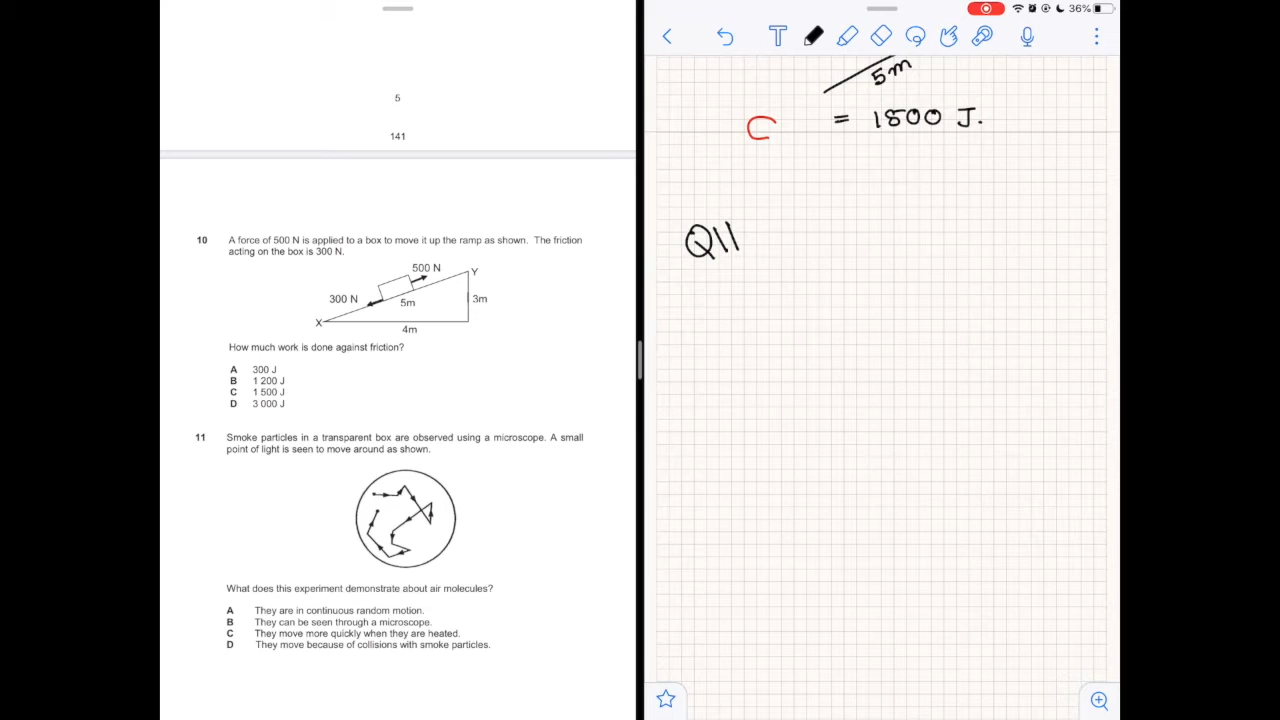 5
141
10 A force of 500 N is applied to a box to move it up the ramp as shown. The friction
acting on the box is 300 N.
500 N
Y
300 N
5m
3m
X
4m
How much work is done against friction?
A 300 J
B 1 200 J
C 1 500 J
D 3 000 J
11 Smoke particles in a transparent box are observed using a microscope. A small
point of light is seen to move around as shown.
What does this experiment demonstrate about air molecules?
A They are in continuous random motion.
B They can be seen through a microscope.
C They move more quickly when they are heated.
D They move because of collisions with smoke particles.
36%
T
5m
C = 1500 J.
Q11